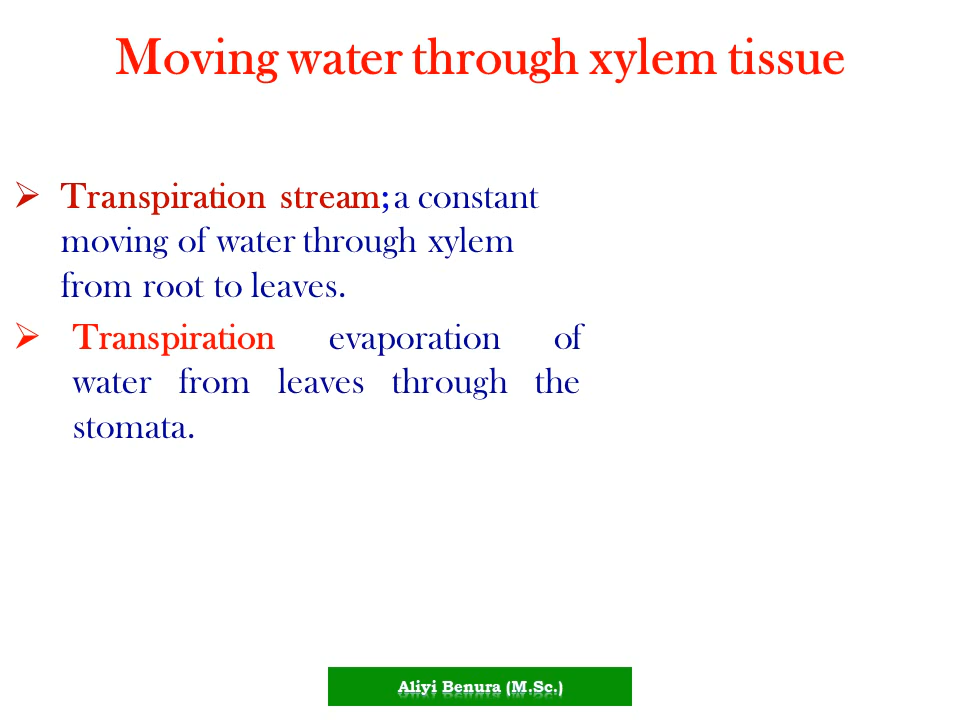 Moving water through xylem tissue
➢ Transpiration stream; a constant
moving of water through xylem
from root to leaves.
➢ Transpiration evaporation of
water from leaves through the
stomata.
Aliyi Benura (M.Sc.)